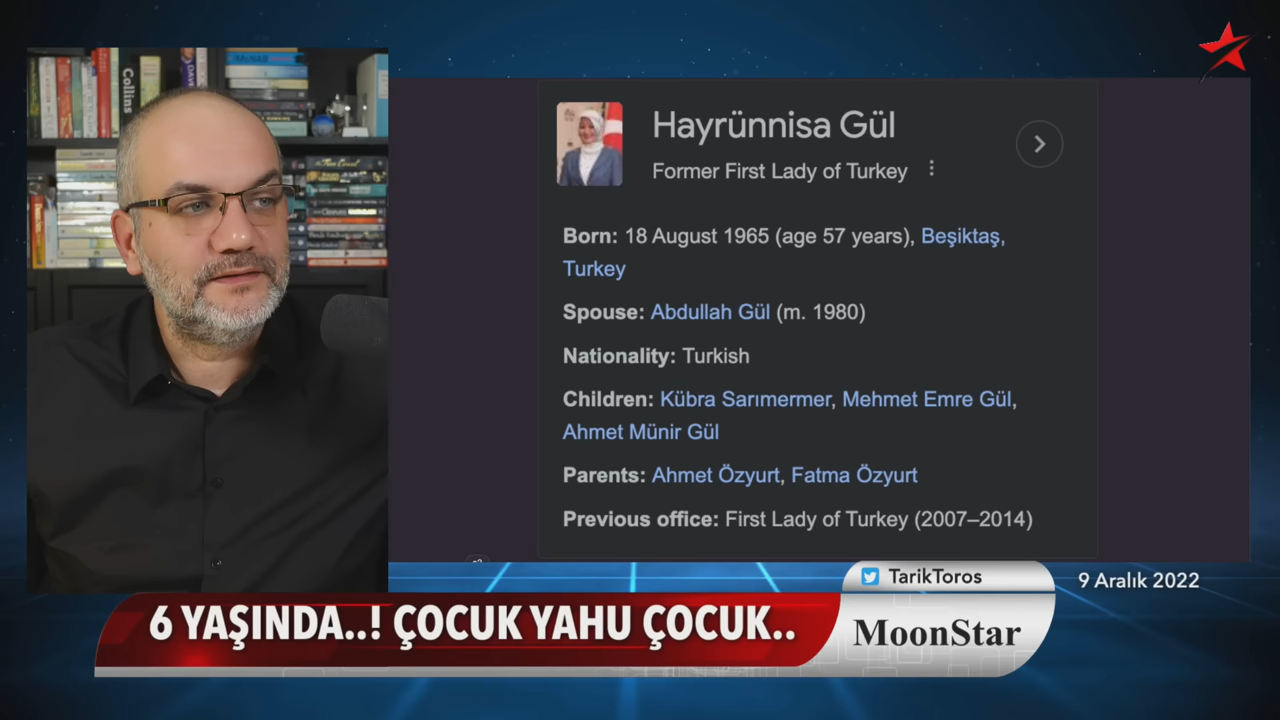 Collins
Hayrünnisa Gül
Former First Lady of Turkey
Born: 18 August 1965 (age 57 years), Beşiktaş,
Turkey
Spouse: Abdullah Gül (m. 1980)
Nationality: Turkish
Children: Kübra Sarımermer, Mehmet Emre Gül,
Ahmet Münir Gül
Parents: Ahmet Özyurt, Fatma Özyurt
Previous office: First Lady of Turkey (2007–2014)
TarikToros
9 Aralık 2022
6 YAŞINDA..! ÇOCUK YAHU ÇOCUK..
MoonStar